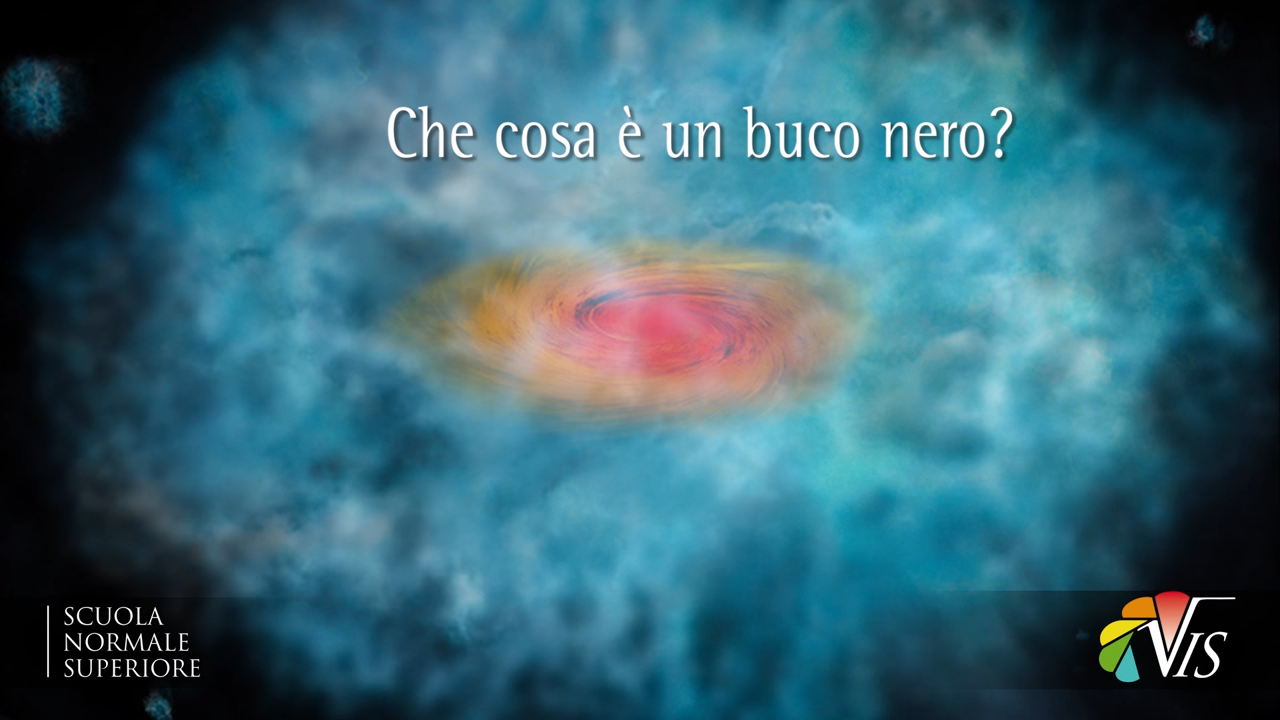 Che cosa è un buco nero?
SCUOLA
NORMALE
SUPERIORE
VIS